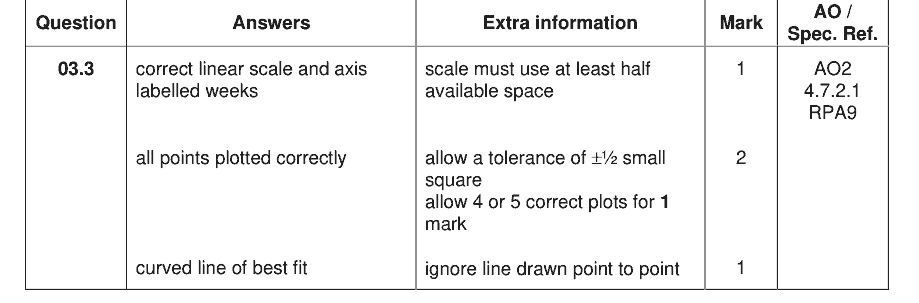 Question Answers Extra information Mark AO / Spec. Ref.
03.3 correct linear scale and axis scale must use at least half 1 AO2
labelled weeks available space 4.7.2.1
RPA9
all points plotted correctly allow a tolerance of ±½ small 2
square
allow 4 or 5 correct plots for 1
mark
curved line of best fit ignore line drawn point to point 1